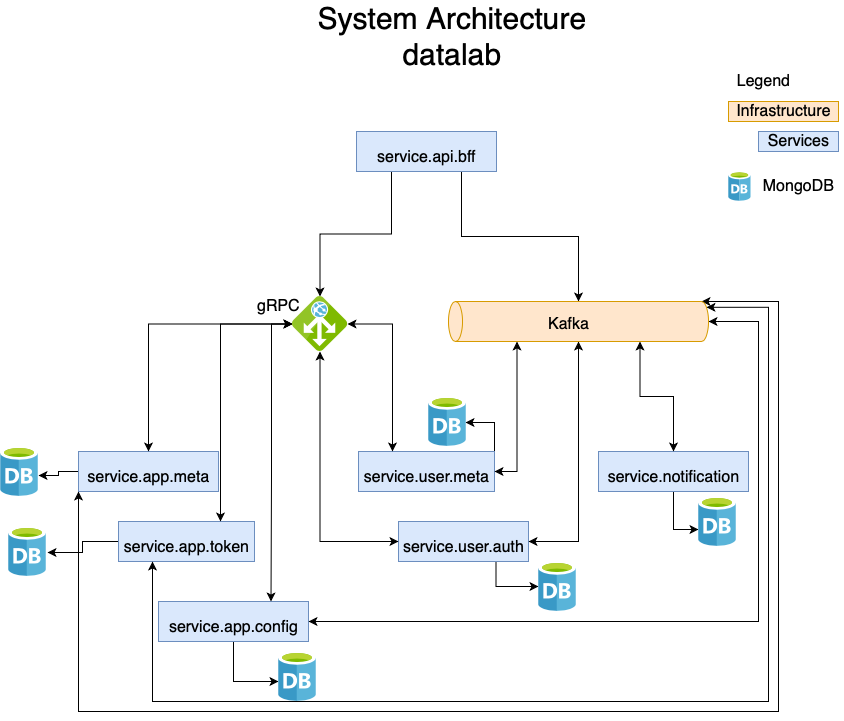 System Architecture
datalab
Legend
Infrastructure
Services
DB MongoDB
service.api.bff
gRPC
Kafka
DB
service.app.meta
DB
service.user.meta
service.notification
DB
DB
service.app.token
service.user.auth
DB
service.app.config
DB